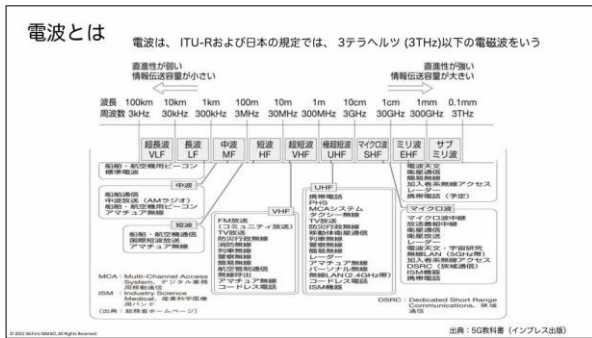 電波とは
電波は、 ITU-Rおよび日本の規定では、 3テラヘルツ (3THz)以下の電磁波をいう
直進性が弱い
情報伝送容量が小さい
直進性が強い
情報伝送容量が大きい
波長 100km 10km 1km 100m 10m 1m 10cm 1cm 1mm 0.1mm
周波数 3kHz 30kHz 300kHz 3MHz 30MHz 300MHz 3GHz 30GHz 300GHz 3THz
超長波 長波 中波 短波 超短波 極超短波 マイクロ波 ミリ波 サブ
VLF LF MF HF VHF UHF SHF EHF ミリ波
船舶・航空機用ビーコン
標準電波
中波
船舶通信
中波放送（AMラジオ）
船舶・航空機用ビーコン
アマチュア無線
短波
船舶・航空機通信
国際短波放送
アマチュア無線
VHF
FM放送
(コミュニティ放送)
TV放送
防災行政無線
消防無線
列車無線
警察無線
簡易無線
航空管制通信
無線呼出
アマチュア無線
コードレス電話
UHF
携帯電話
PHS
MCAシステム
タクシー無線
TV放送
防災行政無線
移動体衛星通信
列車無線
警察無線
簡易無線
レーダー
アマチュア無線
パーソナル無線
無線LAN(2.4GHz帯)
コードレス電話
ISM機器
電波天文
衛星通信
簡易無線
加入者系無線アクセス
レーダー
携帯電話（予定）
マイクロ波
マイクロ波中継
放送番組中継
衛星通信
衛星放送
レーダー
電波天文・宇宙研究
無線LAN (5GHz帯)
加入者系無線アクセス
DSRC (狭域通信)
ISM機器
携帯電話
MCA：Multi-Channel Access
System、デジタル業務
用移動通信
ISM ：Industry Science
Medical、産業科学医療
用バンド
(出典：総務省ホームページ)
DSRC：Dedicated Short Range
Communications、狭域
通信
© 2022 Akihiro NAKAO, All Rights Reserved
出典：5G教科書（インプレス出版）